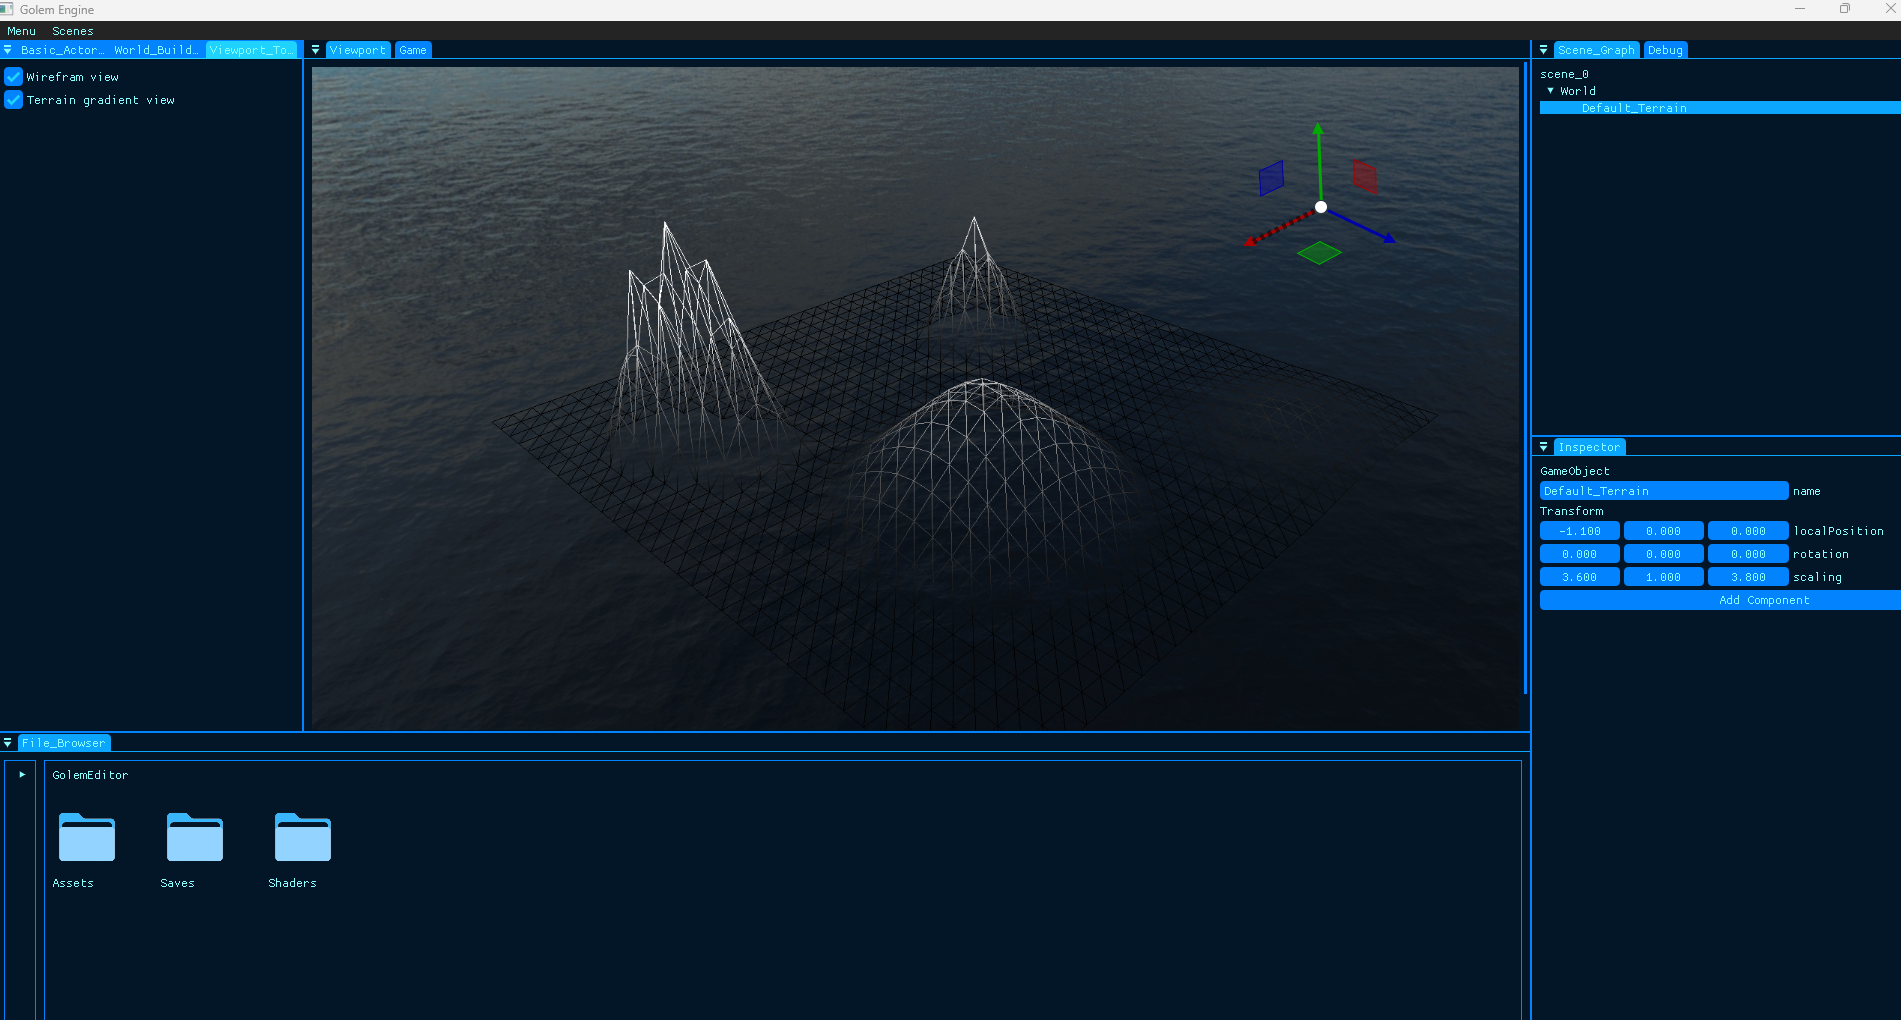 Golem Engine
Menu Scenes
Basic_Actor... World_Build... Viewport_To...
Wirefram view
Terrain gradient view
Viewport Game
Scene_Graph Debug
scene_0
World
Default_Terrain
Inspector
GameObject
Default_Terrain name
Transform
-1.100 0.000 0.000 localPosition
0.000 0.000 0.000 rotation
3.600 1.000 3.800 scaling
Add Component
File_Browser
GolemEditor
Assets Saves Shaders